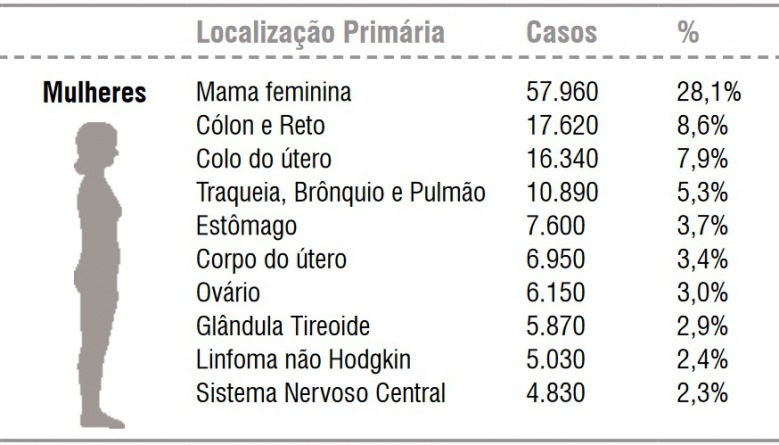 Localização Primária Casos %
Mulheres Mama feminina 57.960 28,1%
Cólon e Reto 17.620 8,6%
Colo do útero 16.340 7,9%
Traqueia, Brônquio e Pulmão 10.890 5,3%
Estômago 7.600 3,7%
Corpo do útero 6.950 3,4%
Ovário 6.150 3,0%
Glândula Tireoide 5.870 2,9%
Linfoma não Hodgkin 5.030 2,4%
Sistema Nervoso Central 4.830 2,3%